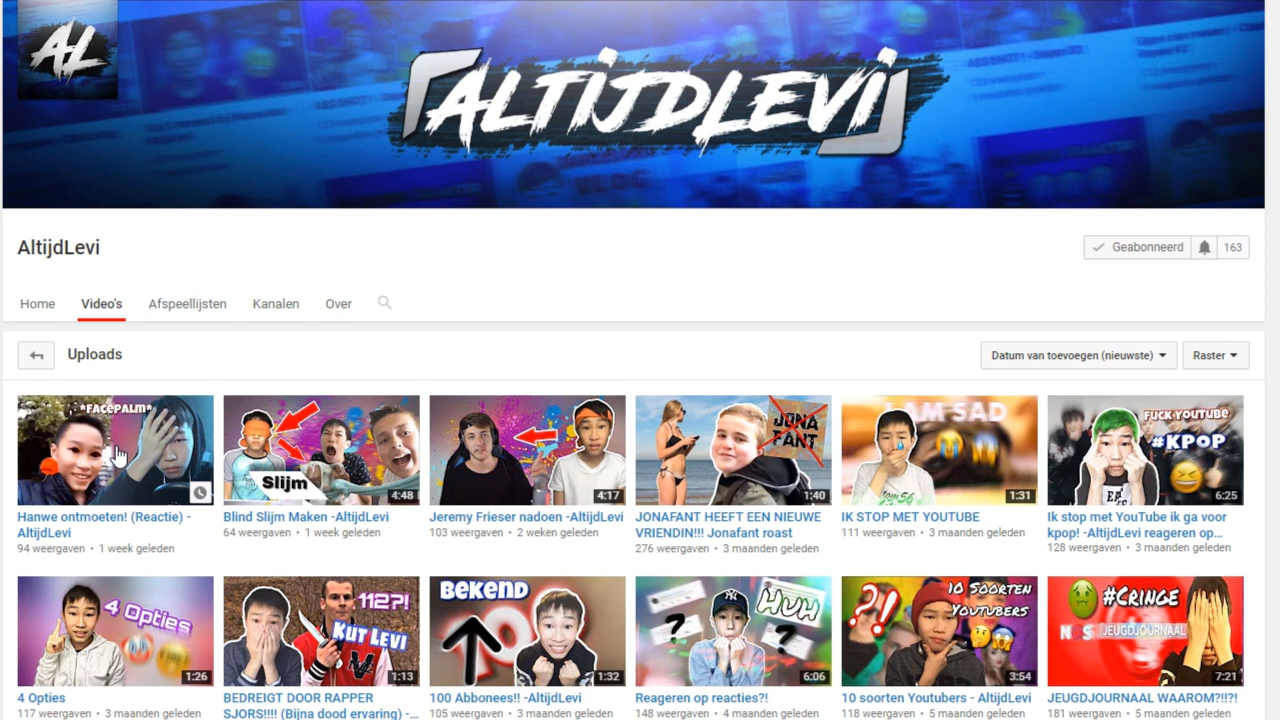 AL
ALTIJDLEVI
AltijdLevi
Geabonneerd 163
Home Video's Afspeellijsten Kanalen Over
Uploads
Datum van toevoegen (nieuwste) Raster
*FACEPALM*
Slijm
4:48
4:17
JONA
FANT
1:40
I AM SAD
1:31
FUCK YOUTUBE
#KPOP
6:25
Hanwe ontmoeten! (Reactie) -
AltijdLevi
94 weergaven • 1 week geleden
Blind Slijm Maken -AltijdLevi
64 weergaven • 1 week geleden
Jeremy Frieser nadoen -AltijdLevi
103 weergaven • 2 weken geleden
JONAFANT HEEFT EEN NIEUWE
VRIENDIN!!! Jonafant roast
276 weergaven • 3 maanden geleden
IK STOP MET YOUTUBE
111 weergaven • 3 maanden geleden
Ik stop met YouTube ik ga voor
kpop! -AltijdLevi reageren op...
128 weergaven • 3 maanden geleden
4 Opties
1:26
112?!
KUT LEVI
1:13
BEKEND
1:32
HUH
?
?
6:06
?!
10 SOORTEN
YOUTUBERS
3:54
#CRINGE
NOS JEUGDJOURNAAL
7:21
4 Opties
117 weergaven • 3 maanden geleden
BEDREIGT DOOR RAPPER
SJORS!!!! (Bijna dood ervaring) -...
100 Abbonees!! -AltijdLevi
105 weergaven • 3 maanden geleden
Reageren op reacties?!
148 weergaven • 4 maanden geleden
10 soorten Youtubers - AltijdLevi
118 weergaven • 5 maanden geleden
JEUGDJOURNAAL WAAROM?!!?!
181 weergaven • 5 maanden geleden